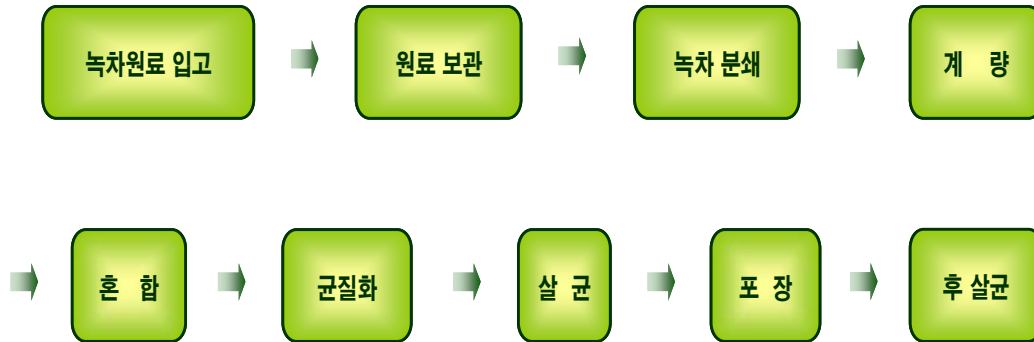 녹차원료 입고
원료 보관
녹차 분쇄
계 량
혼 합
균질화
살 균
포 장
후 살균